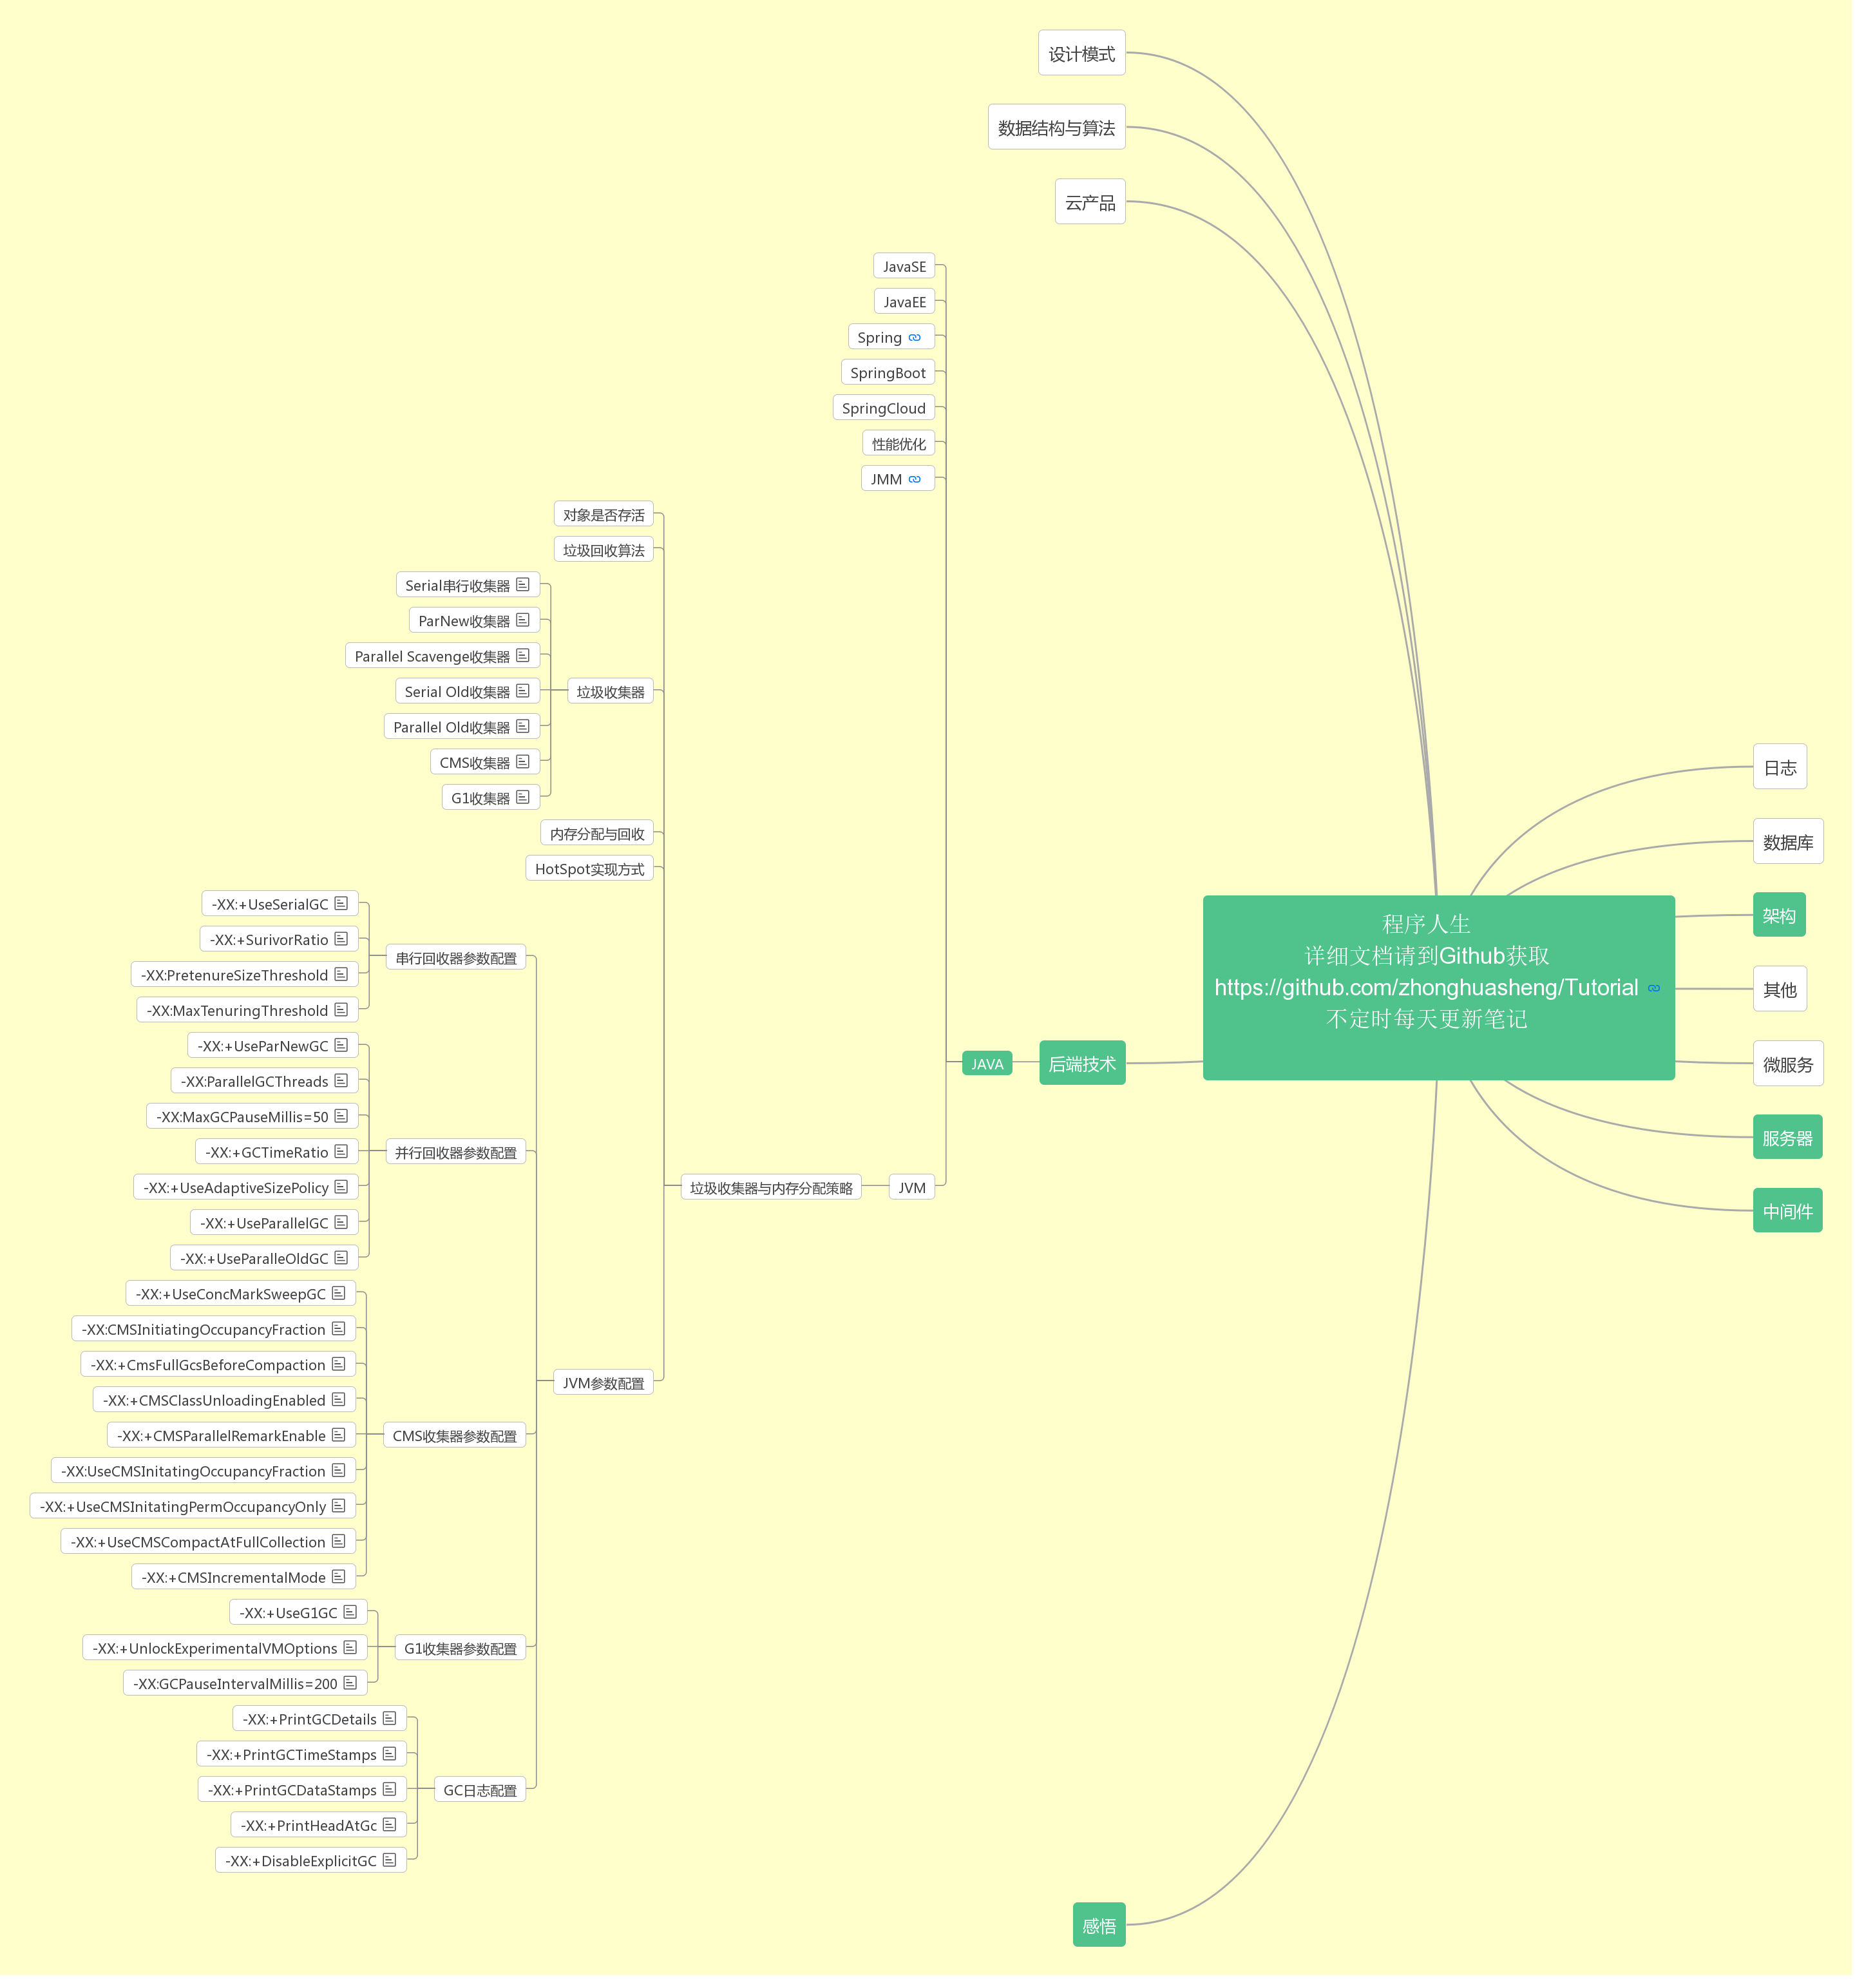 设计模式
数据结构与算法
云产品
JavaSE
JavaEE
Spring
SpringBoot
SpringCloud
性能优化
JMM
对象是否存活
垃圾回收算法
Serial串行收集器
ParNew收集器
Parallel Scavenge收集器
Serial Old收集器
垃圾收集器
Parallel Old收集器
CMS收集器
G1收集器
内存分配与回收
HotSpot实现方式
-XX:+UseSerialGC
-XX:+SurivorRatio
串行回收器参数配置
-XX:PretenureSizeThreshold
-XX:MaxTenuringThreshold
-XX:+UseParNewGC
-XX:ParallelGCThreads
-XX:MaxGCPauseMillis=50
-XX:+GCTimeRatio
并行回收器参数配置
-XX:+UseAdaptiveSizePolicy
-XX:+UseParallelGC
-XX:+UseParalleOldGC
-XX:+UseConcMarkSweepGC
-XX:CMSInitiatingOccupancyFraction
-XX:+CmsFullGcsBeforeCompaction
-XX:+CMSClassUnloadingEnabled
-XX:+CMSParallelRemarkEnable
CMS收集器参数配置
-XX:UseCMSInitatingOccupancyFraction
-XX:+UseCMSInitatingPermOccupancyOnly
-XX:+UseCMSCompactAtFullCollection
-XX:+CMSIncrementalMode
-XX:+UseG1GC
-XX:+UnlockExperimentalVMOptions
G1收集器参数配置
-XX:GCPauseIntervalMillis=200
-XX:+PrintGCDetails
-XX:+PrintGCTimeStamps
-XX:+PrintGCDataStamps
GC日志配置
-XX:+PrintHeadAtGc
-XX:+DisableExplicitGC
JVM参数配置
垃圾收集器与内存分配策略
JVM
JAVA
后端技术
感悟
程序人生
详细文档请到Github获取
https://github.com/zhonghuasheng/Tutorial
不定时每天更新笔记
日志
数据库
架构
其他
微服务
服务器
中间件